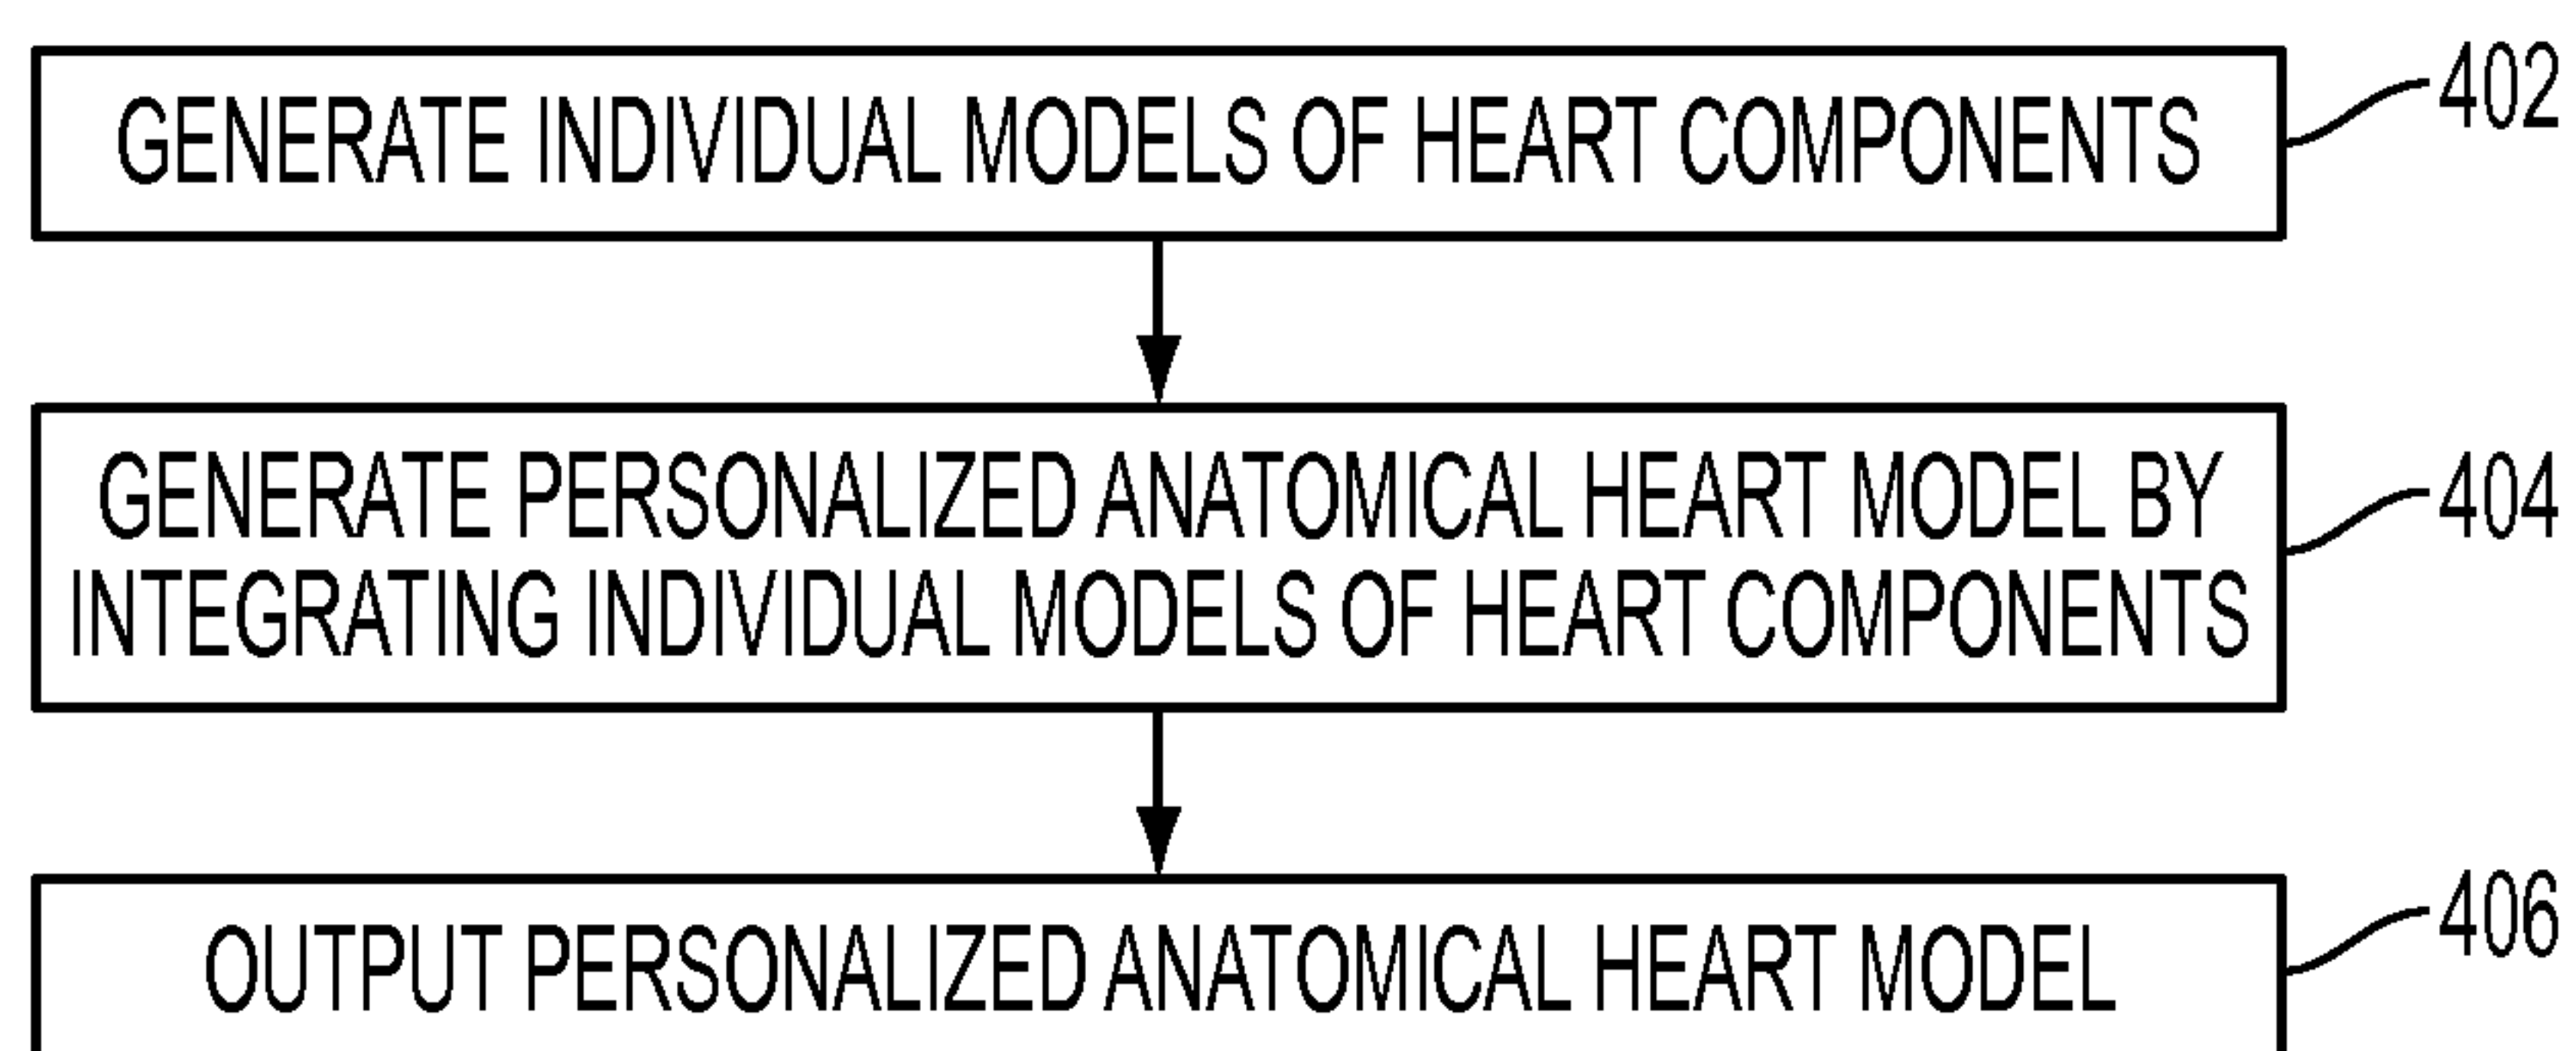 GENERATE INDIVIDUAL MODELS OF HEART COMPONENTS
402
GENERATE PERSONALIZED ANATOMICAL HEART MODEL BY
INTEGRATING INDIVIDUAL MODELS OF HEART COMPONENTS
404
OUTPUT PERSONALIZED ANATOMICAL HEART MODEL
406